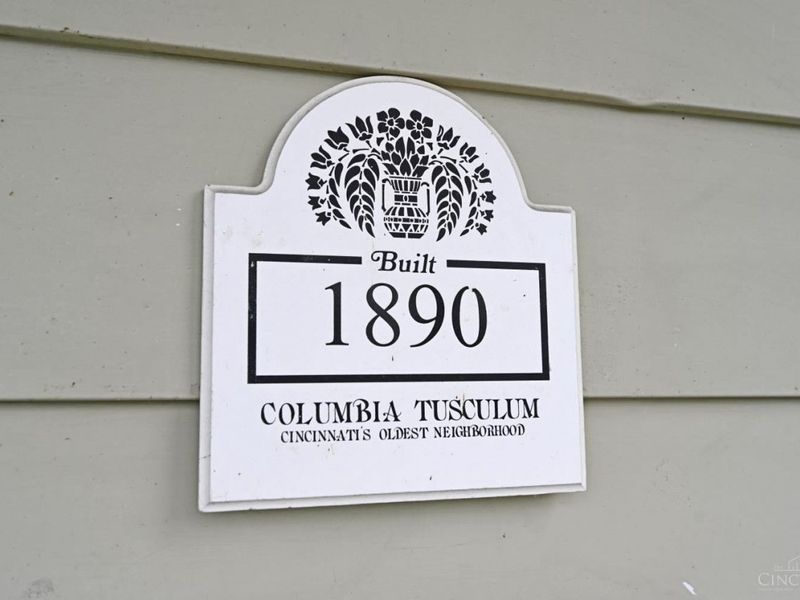 Built
1890
COLUMBIA TUSCULUM
CINCINNATI'S OLDEST NEIGHBORHOOD